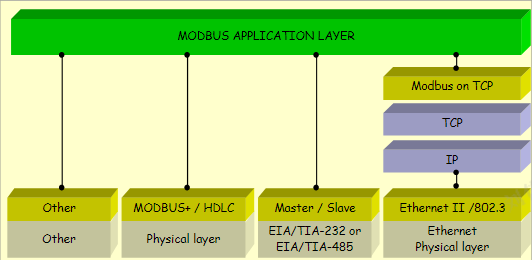 MODBUS APPLICATION LAYER
Modbus on TCP
TCP
IP
Other
MODBUS+ / HDLC
Master / Slave
Ethernet II /802.3
Other
Physical layer
EIA/TIA-232 or
EIA/TIA-485
Ethernet
Physical layer